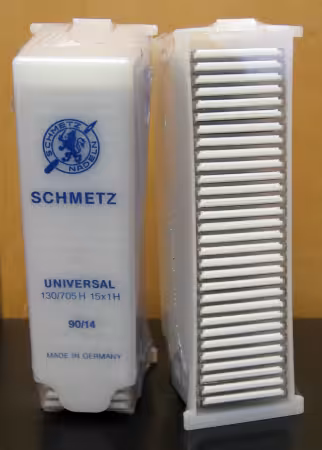 SCHMETZ
NADELN
SCHMETZ
UNIVERSAL
130/705 H 15x1H
90/14
MADE IN GERMANY